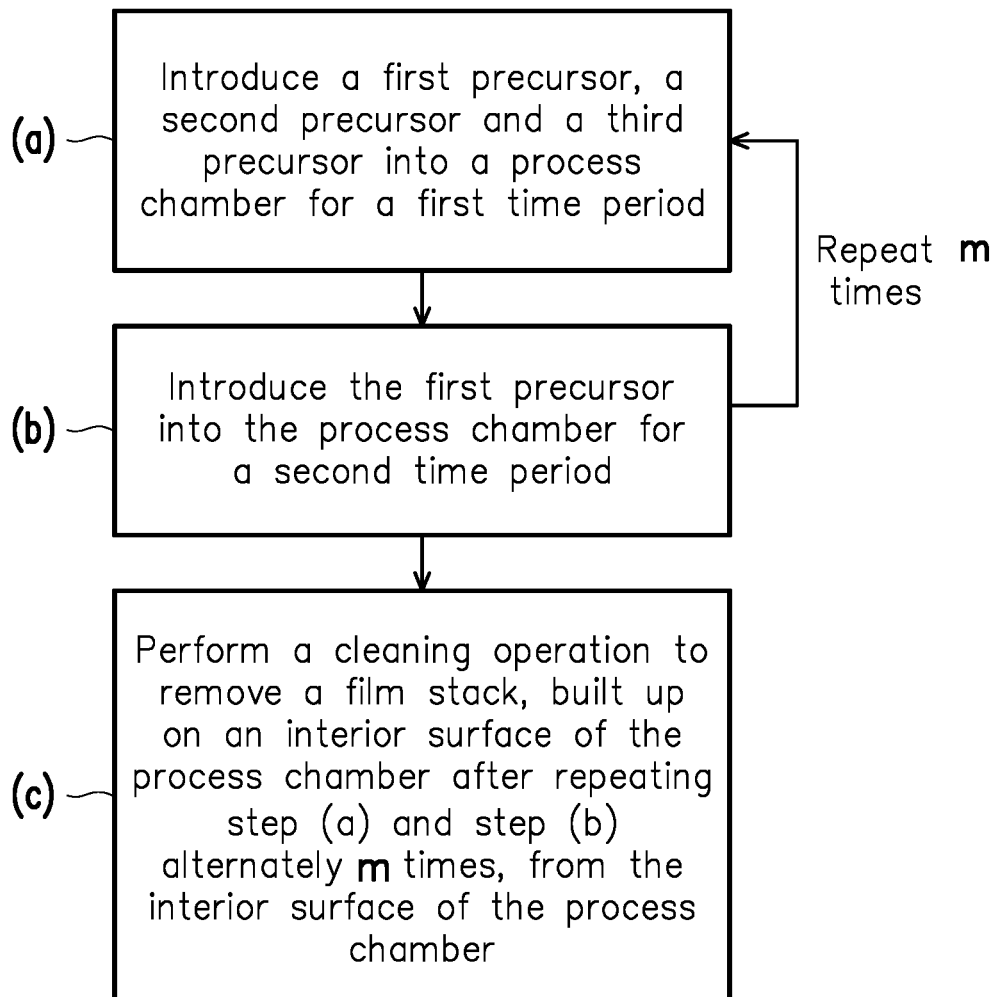 Introduce a first precursor, a
second precursor and a third
precursor into a process
chamber for a first time period
(a)
Repeat m
times
Introduce the first precursor
into the process chamber for
a second time period
(b)
Perform a cleaning operation to
remove a film stack, built up
on an interior surface of the
process chamber after repeating
step (a) and step (b)
alternately m times, from the
interior surface of the process
chamber
(c)